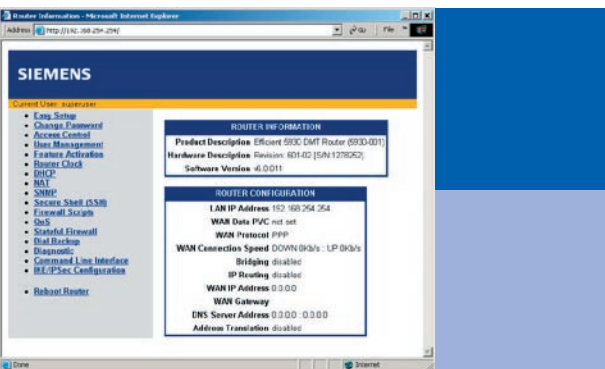 Router Information - Microsoft Internet Explorer
Address http://192.168.254.254/
Go
File
SIEMENS
Current User: superuser
Easy Setup
Change Password
Access Control
User Management
Feature Activation
Router Clock
DHCP
NAT
SNMP
Secure Shell (SSH)
Firewall Scripts
QoS
Stateful Firewall
Dial Backup
Diagnostic
Command Line Interface
IKE/IPSec Configuration
Reboot Router
ROUTER INFORMATION
Product Description Efficient 5930 DMT Router (5930-001)
Hardware Description Revision: 601-02 [S/N:1278252]
Software Version v6.0.011
ROUTER CONFIGURATION
LAN IP Address 192.168.254.254
WAN Data PVC not set
WAN Protocol PPP
WAN Connection Speed DOWN 0kb/s : UP 0kb/s
Bridging disabled
IP Routing disabled
WAN IP Address 0.0.0.0
WAN Gateway
DNS Server Address 0.0.0.0 : 0.0.0.0
Address Translation disabled
Done
Internet